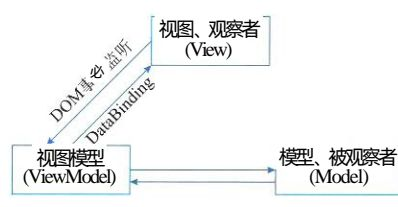 视图、观察者
(View)
DOM事件监听
DataBinding
视图模型
(ViewModel)
模型、被观察者
(Model)